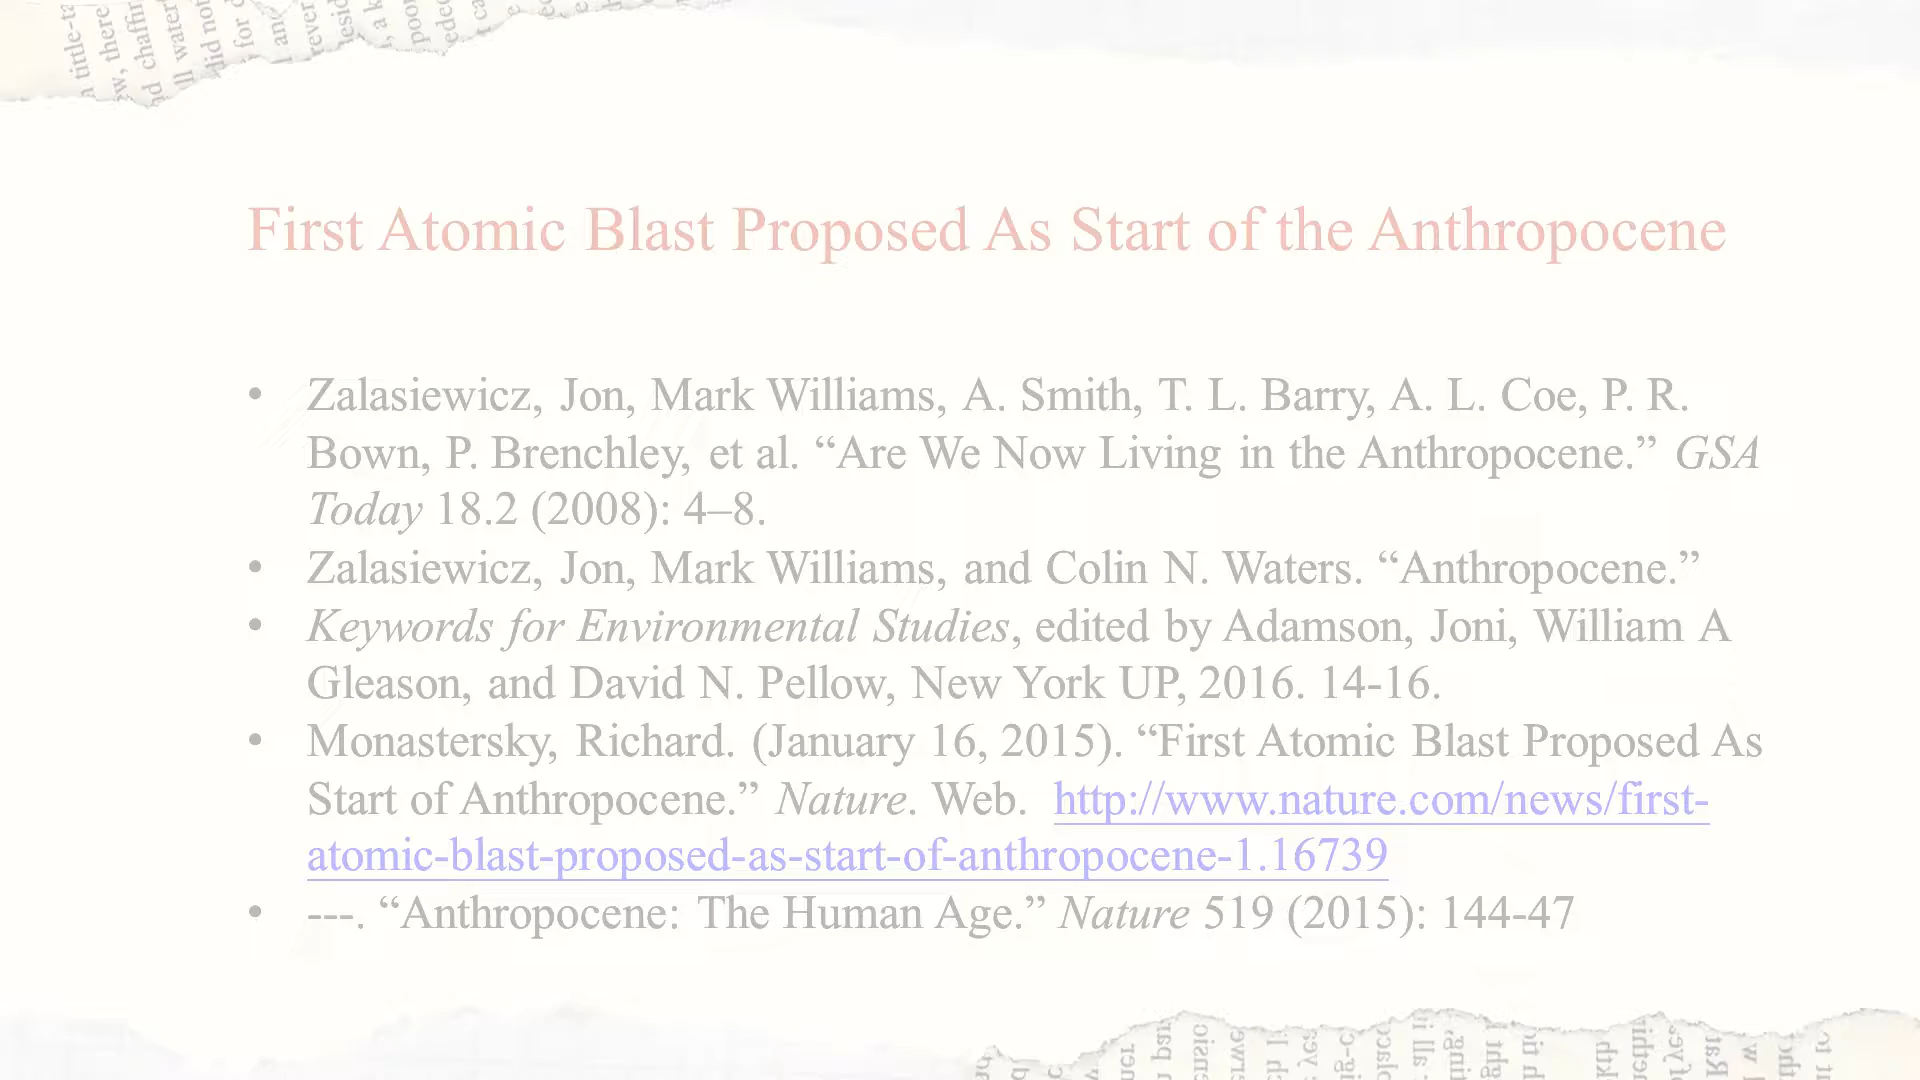 First Atomic Blast Proposed As Start of the Anthropocene
• Zalasiewicz, Jon, Mark Williams, A. Smith, T. L. Barry, A. L. Coe, P. R.
Bown, P. Brenchley, et al. “Are We Now Living in the Anthropocene.” GSA
Today 18.2 (2008): 4–8.
• Zalasiewicz, Jon, Mark Williams, and Colin N. Waters. “Anthropocene.”
• Keywords for Environmental Studies, edited by Adamson, Joni, William A
Gleason, and David N. Pellow, New York UP, 2016. 14-16.
• Monastersky, Richard. (January 16, 2015). “First Atomic Blast Proposed As
Start of Anthropocene.” Nature. Web. http://www.nature.com/news/first-
atomic-blast-proposed-as-start-of-anthropocene-1.16739
• ---. “Anthropocene: The Human Age.” Nature 519 (2015): 144-47